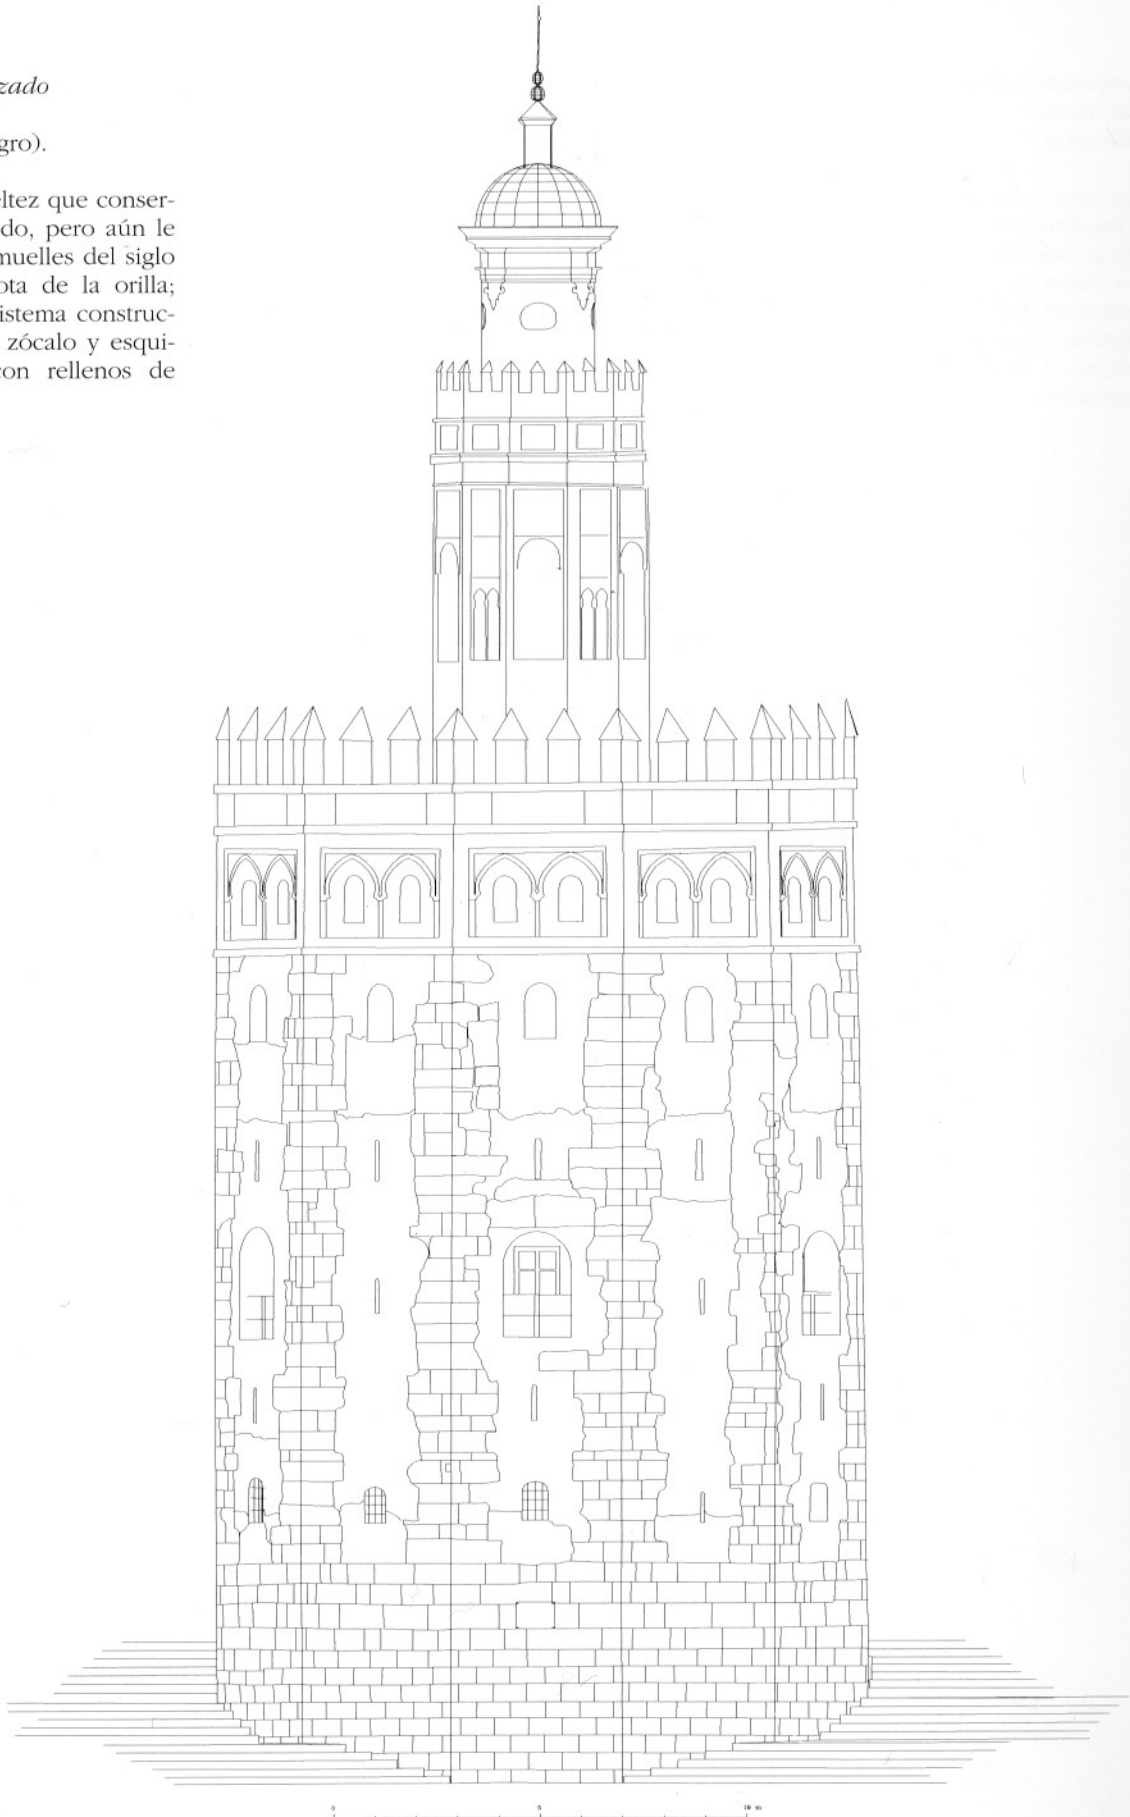 zado
gro).
eltez que conser-
do, pero aún le
muelles del siglo
ota de la orilla;
istema construc-
zócalo y esqui-
con rellenos de
0 5 10 m